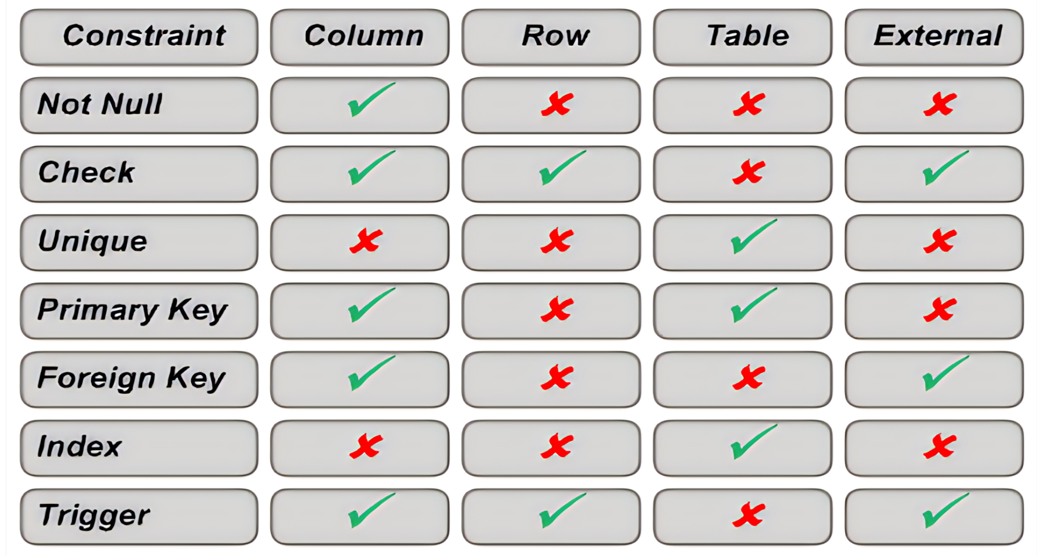 Constraint Column Row Table External
Not Null ✓ ✗ ✗ ✗
Check ✓ ✓ ✗ ✓
Unique ✗ ✗ ✓ ✗
Primary Key ✓ ✗ ✓ ✗
Foreign Key ✓ ✗ ✗ ✓
Index ✗ ✗ ✓ ✗
Trigger ✓ ✓ ✗ ✓